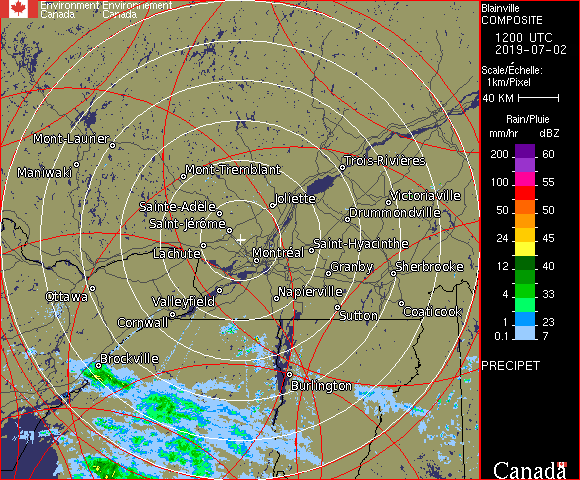 Environment Environnement
Canada Canada
Blainville
COMPOSITE
1200 UTC
2019-07-02
Scale/Échelle:
1km/Pixel
40 KM
Rain/Pluie
mm/hr dBZ
200 60
100 55
50 50
24 45
12 40
4 33
1 23
0.1 7
PRECIPET
Canada
Mont-Laurier
Maniwaki
Mont-Tremblant
Trois-Rivières
Joliette
Victoriaville
Sainte-Adèle
Drummondville
Saint-Jérôme
Saint-Hyacinthe
Lachute
Montréal
Granby
Sherbrooke
Ottawa
Valleyfield
Napierville
Cornwall
Sutton
Coaticook
Brockville
Burlington